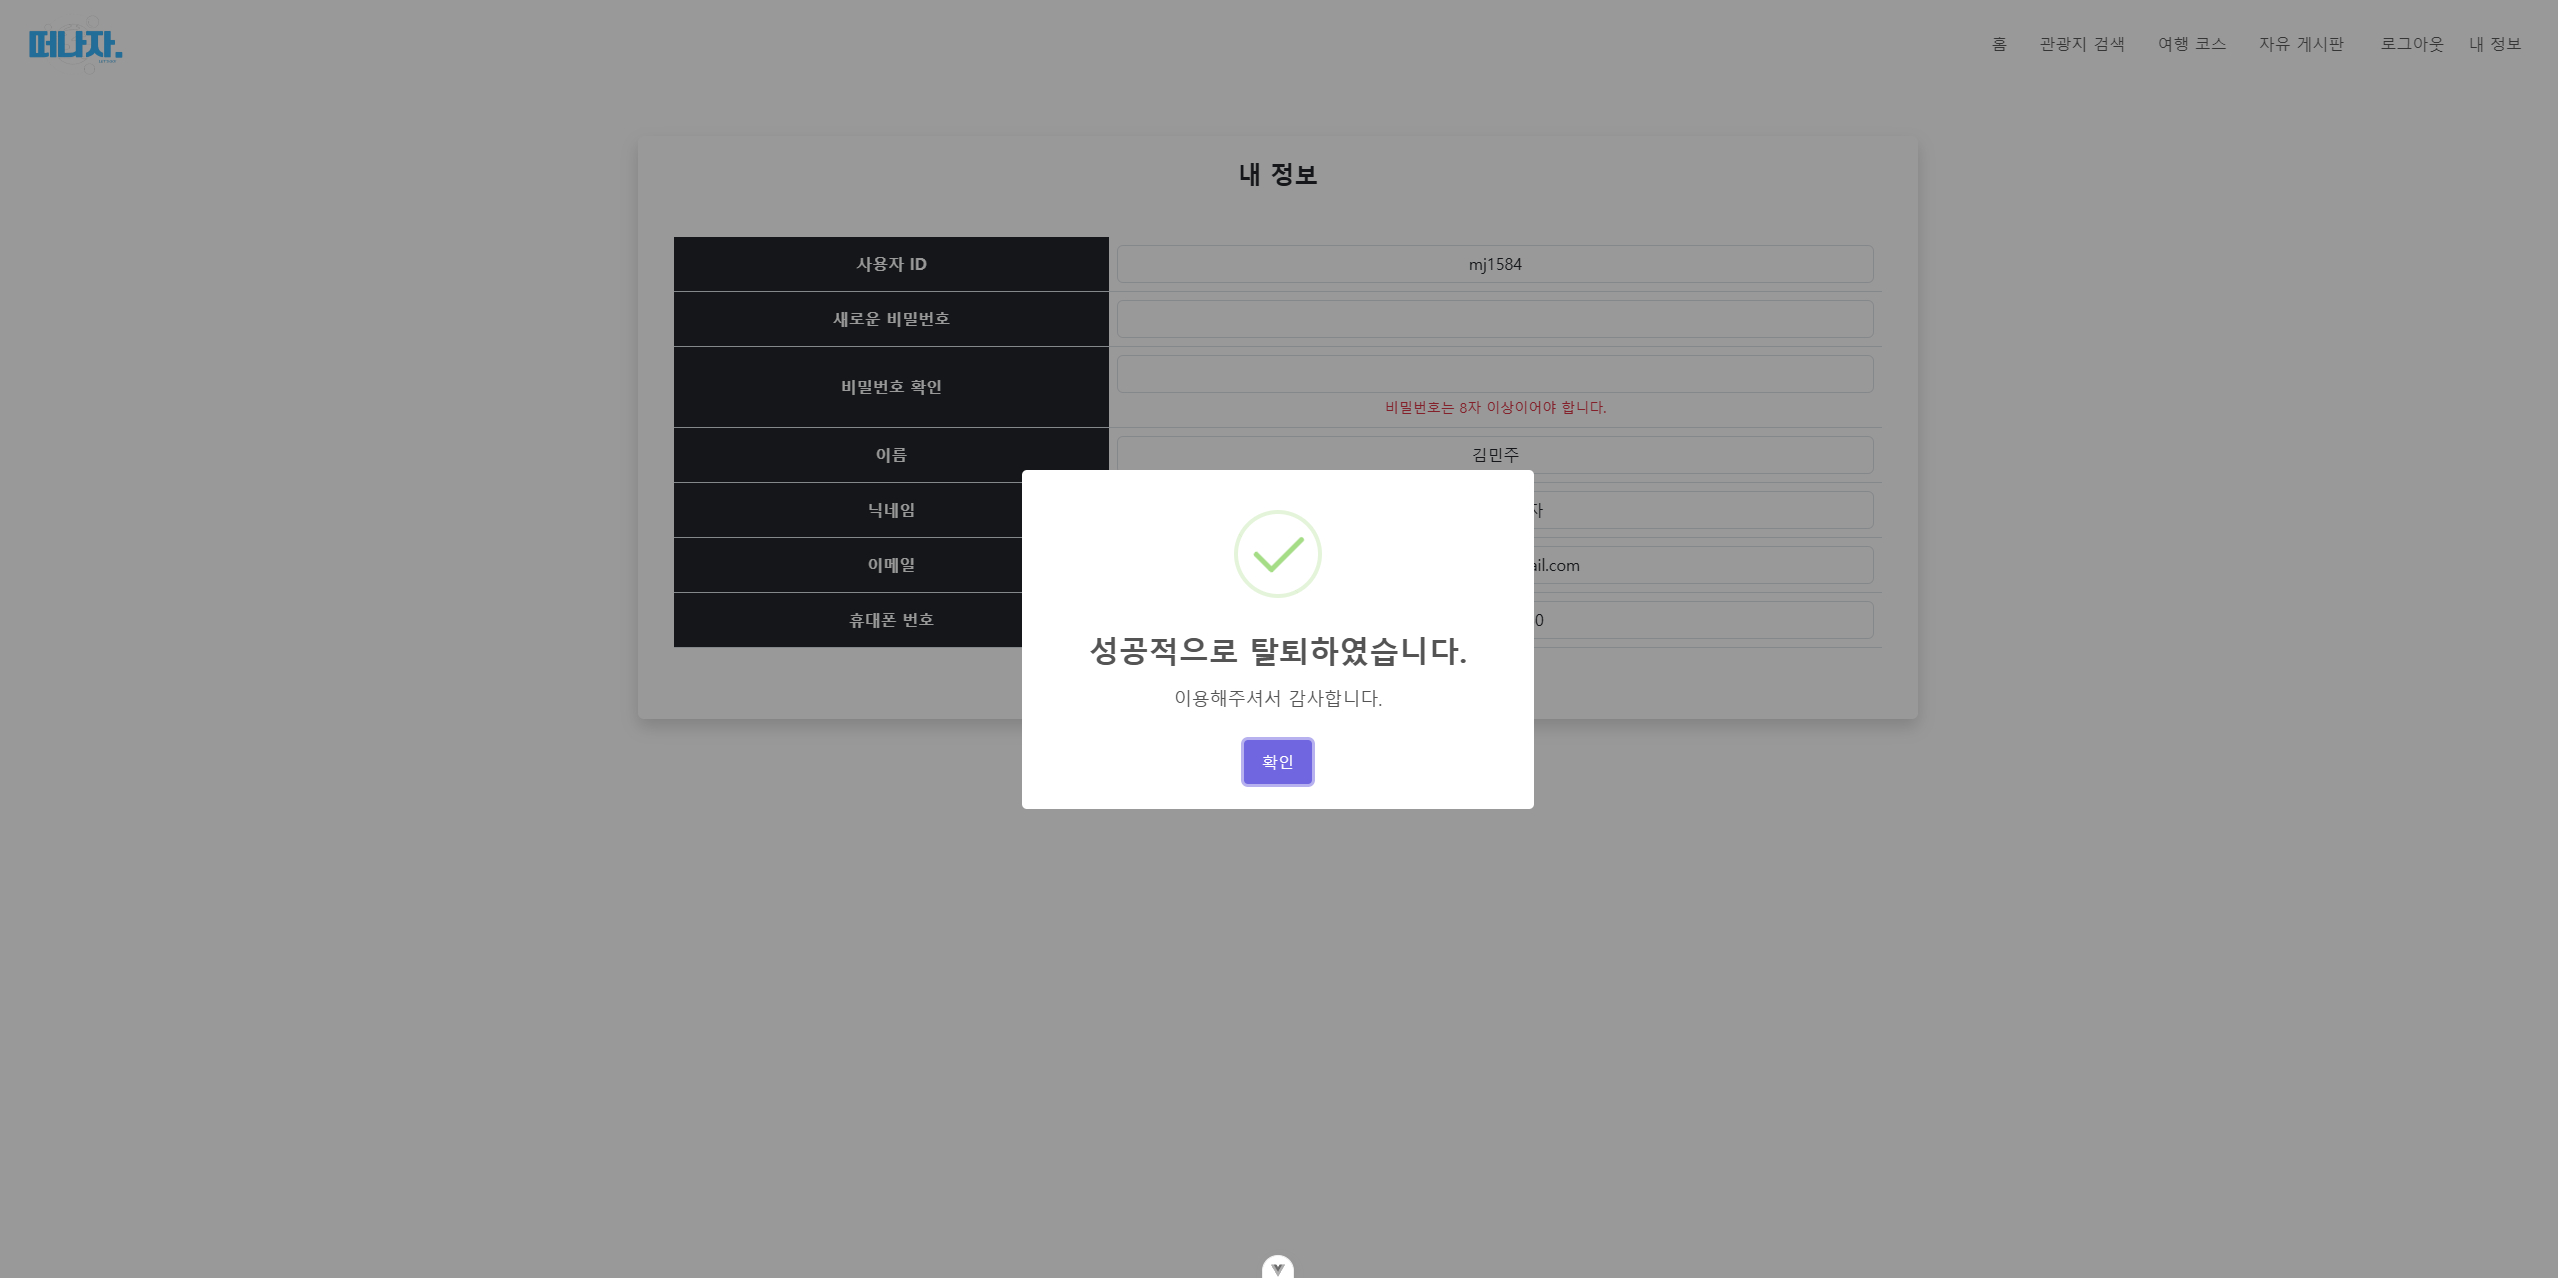 떠나자.
홈 관광지 검색 여행 코스 자유 게시판 로그아웃 내 정보
내 정보
사용자 ID mj1584
새로운 비밀번호
비밀번호 확인
비밀번호는 8자 이상이어야 합니다.
이름 김민주
닉네임 자
이메일 ail.com
휴대폰 번호 0
성공적으로 탈퇴하였습니다.
이용해주셔서 감사합니다.
확인